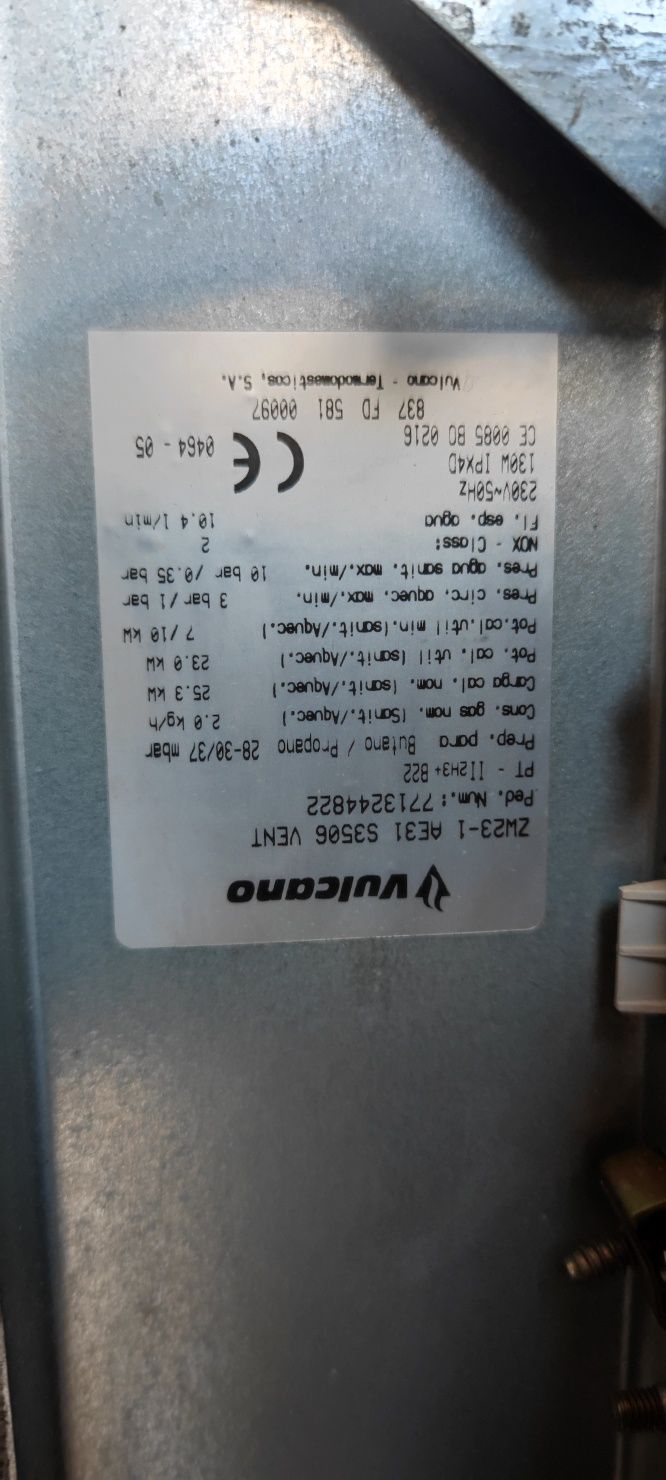 Vulcano
ZW23-1 AE31 S3506 VENT
Ped. Num.: 7713244822
PT - II2H3+ B22
Prep. para Butano / Propano 28-30/37 mbar
Cons. gas nom. (Sanit./Aquec.) 2.0 kg/h
Carga cal nom. (sanit./Aquec.) 25.3 kW
Pot. cal. util (sanit./Aquec.) 23.0 kW
Pot.cal.util min.(sanit./Aquec.) 7 /10 kW
Pres. circ. aquec. max./min. 3 bar /1 bar
Pres. agua sanit. max./min. 10 bar /0.35 bar
NOX - Class: 2
Fl. esp. agua 10.4 l/min
230V~50Hz
130W IPX4D
CE 0085 BO 0216 CE 0464 - 05
837 FD 581 00097
Vulcano - Termodomesticos, S.A.